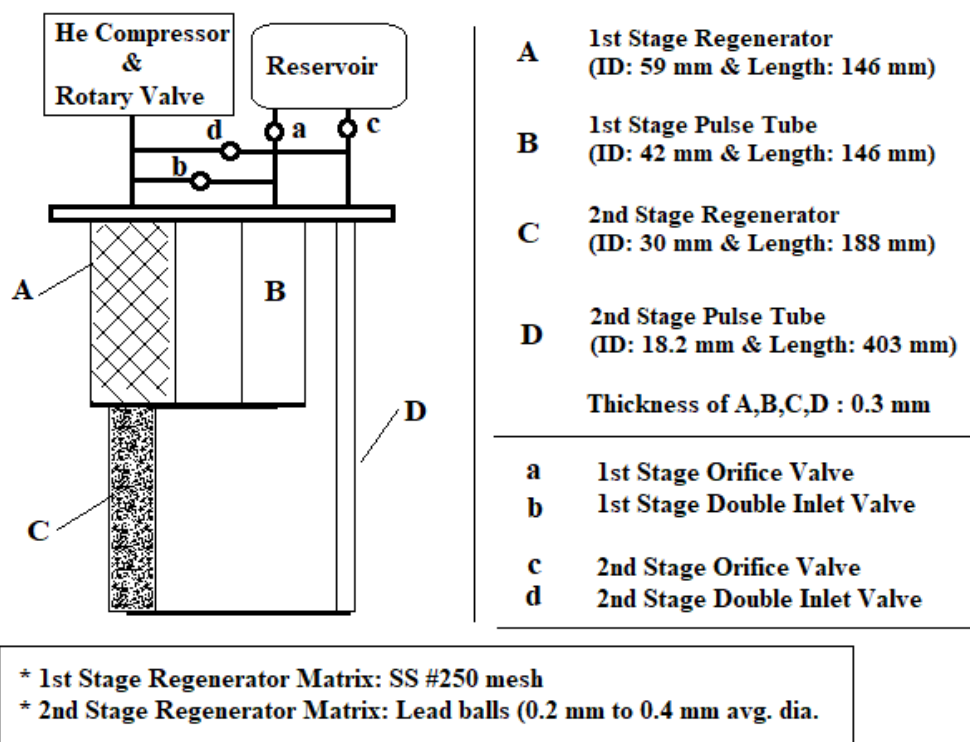 He Compressor
&
Rotary Valve
Reservoir
a
c
d
b
A
B
C
D
A
1st Stage Regenerator
(ID: 59 mm & Length: 146 mm)
B
1st Stage Pulse Tube
(ID: 42 mm & Length: 146 mm)
C
2nd Stage Regenerator
(ID: 30 mm & Length: 188 mm)
D
2nd Stage Pulse Tube
(ID: 18.2 mm & Length: 403 mm)
Thickness of A,B,C,D : 0.3 mm
a 1st Stage Orifice Valve
b 1st Stage Double Inlet Valve
c 2nd Stage Orifice Valve
d 2nd Stage Double Inlet Valve
* 1st Stage Regenerator Matrix: SS #250 mesh
* 2nd Stage Regenerator Matrix: Lead balls (0.2 mm to 0.4 mm avg. dia.